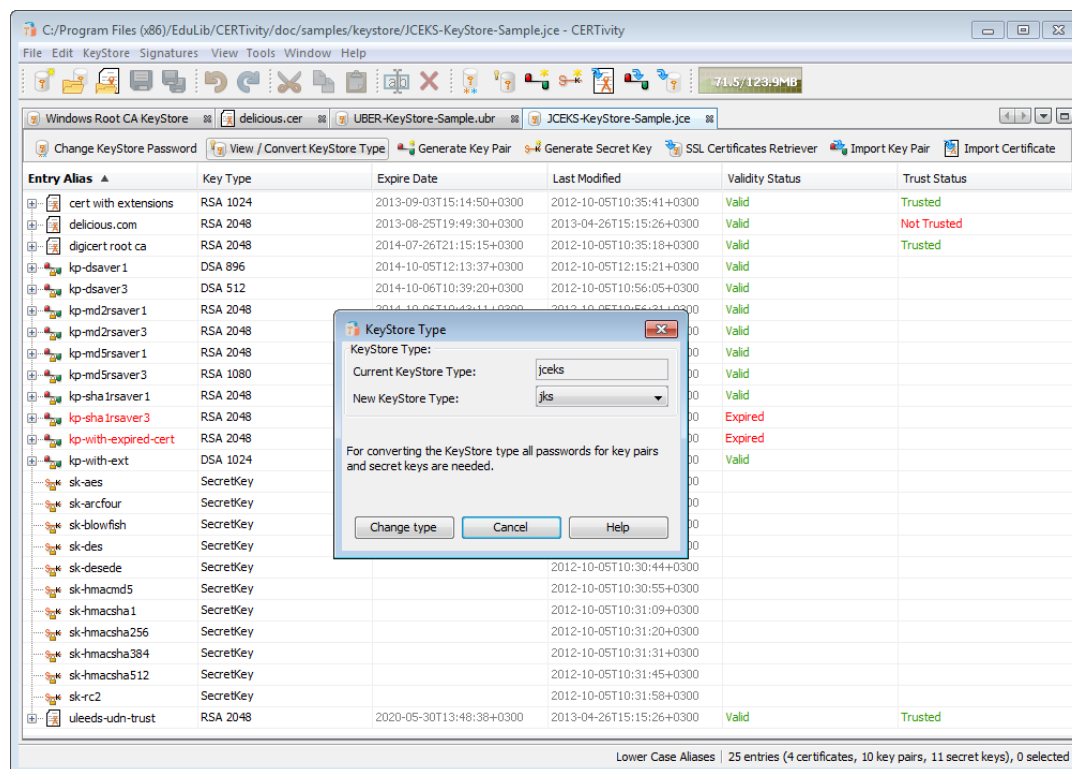 C:/Program Files (x86)/EduLib/CERTivity/doc/samples/keystore/JCEKS-KeyStore-Sample.jce - CERTivity
File Edit KeyStore Signatures View Tools Window Help
71.5/123.9MB
Windows Root CA KeyStore delicious.cer UBER-KeyStore-Sample.ubr JCEKS-KeyStore-Sample.jce
Change KeyStore Password View / Convert KeyStore Type Generate Key Pair Generate Secret Key SSL Certificates Retriever Import Key Pair Import Certificate
Entry Alias Key Type Expire Date Last Modified Validity Status Trust Status
cert with extensions RSA 1024 2013-09-03T15:14:50+0300 2012-10-05T10:35:41+0300 Valid Trusted
delicious.com RSA 2048 2013-08-25T19:49:30+0300 2013-04-26T15:15:26+0300 Valid Not Trusted
digicert root ca RSA 2048 2014-07-26T21:15:15+0300 2012-10-05T10:35:18+0300 Valid Trusted
kp-dsaver1 DSA 896 2014-10-05T12:13:37+0300 2012-10-05T12:15:21+0300 Valid
kp-dsaver3 DSA 512 2014-10-06T10:39:20+0300 2012-10-05T10:56:05+0300 Valid
kp-md2rsaver1 RSA 2048 00 Valid
kp-md2rsaver3 RSA 2048 00 Valid
kp-md5rsaver1 RSA 2048 00 Valid
kp-md5rsaver3 RSA 1080 00 Valid
kp-sha1rsaver1 RSA 2048 00 Valid
kp-sha1rsaver3 RSA 2048 00 Expired
kp-with-expired-cert RSA 2048 00 Expired
kp-with-ext DSA 1024 00 Valid
sk-aes SecretKey 00
sk-arcfour SecretKey 00
sk-blowfish SecretKey 00
sk-des SecretKey 00
sk-desede SecretKey 2012-10-05T10:30:44+0300
sk-hmacmd5 SecretKey 2012-10-05T10:30:55+0300
sk-hmacsha1 SecretKey 2012-10-05T10:31:09+0300
sk-hmacsha256 SecretKey 2012-10-05T10:31:20+0300
sk-hmacsha384 SecretKey 2012-10-05T10:31:31+0300
sk-hmacsha512 SecretKey 2012-10-05T10:31:45+0300
sk-rc2 SecretKey 2012-10-05T10:31:58+0300
uleeds-udn-trust RSA 2048 2020-05-30T13:48:38+0300 2013-04-26T15:15:26+0300 Valid Trusted
KeyStore Type
KeyStore Type:
Current KeyStore Type: jceks
New KeyStore Type: jks
For converting the KeyStore type all passwords for key pairs
and secret keys are needed.
Change type Cancel Help
Lower Case Aliases 25 entries (4 certificates, 10 key pairs, 11 secret keys), 0 selected